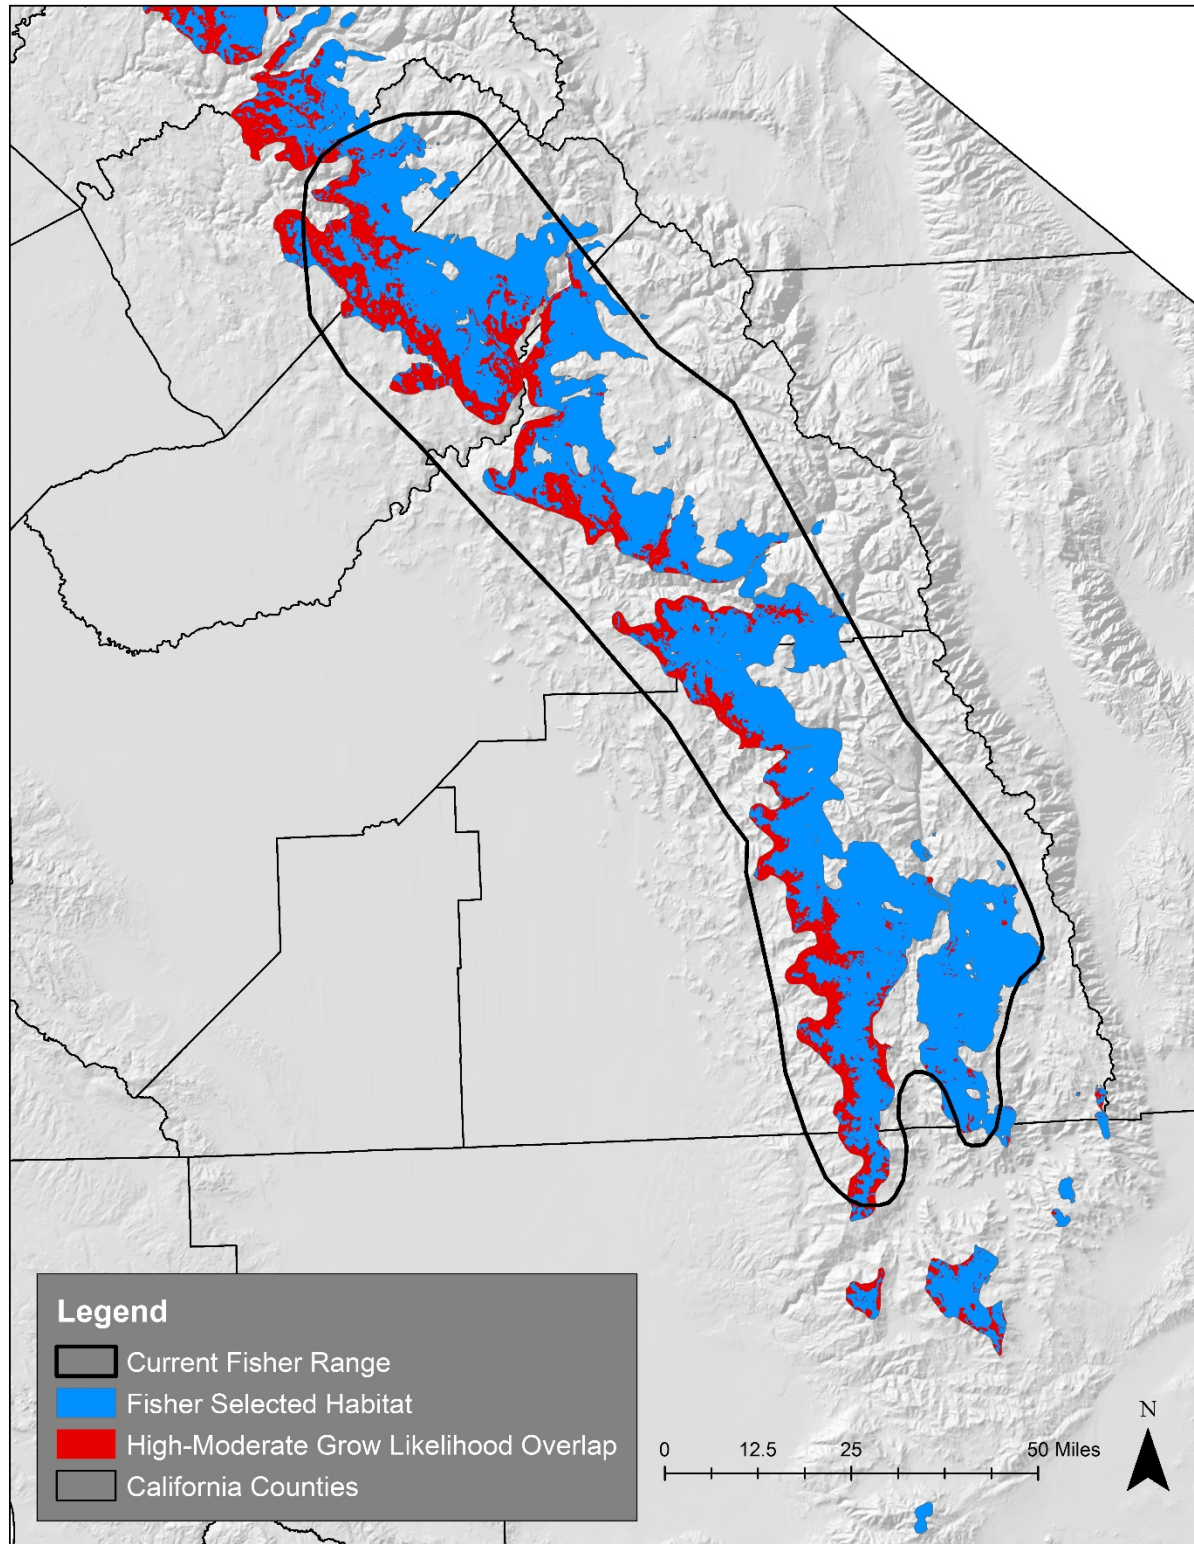 Legend
Current Fisher Range
Fisher Selected Habitat
High-Moderate Grow Likelihood Overlap
California Counties
0 12.5 25 50 Miles
N